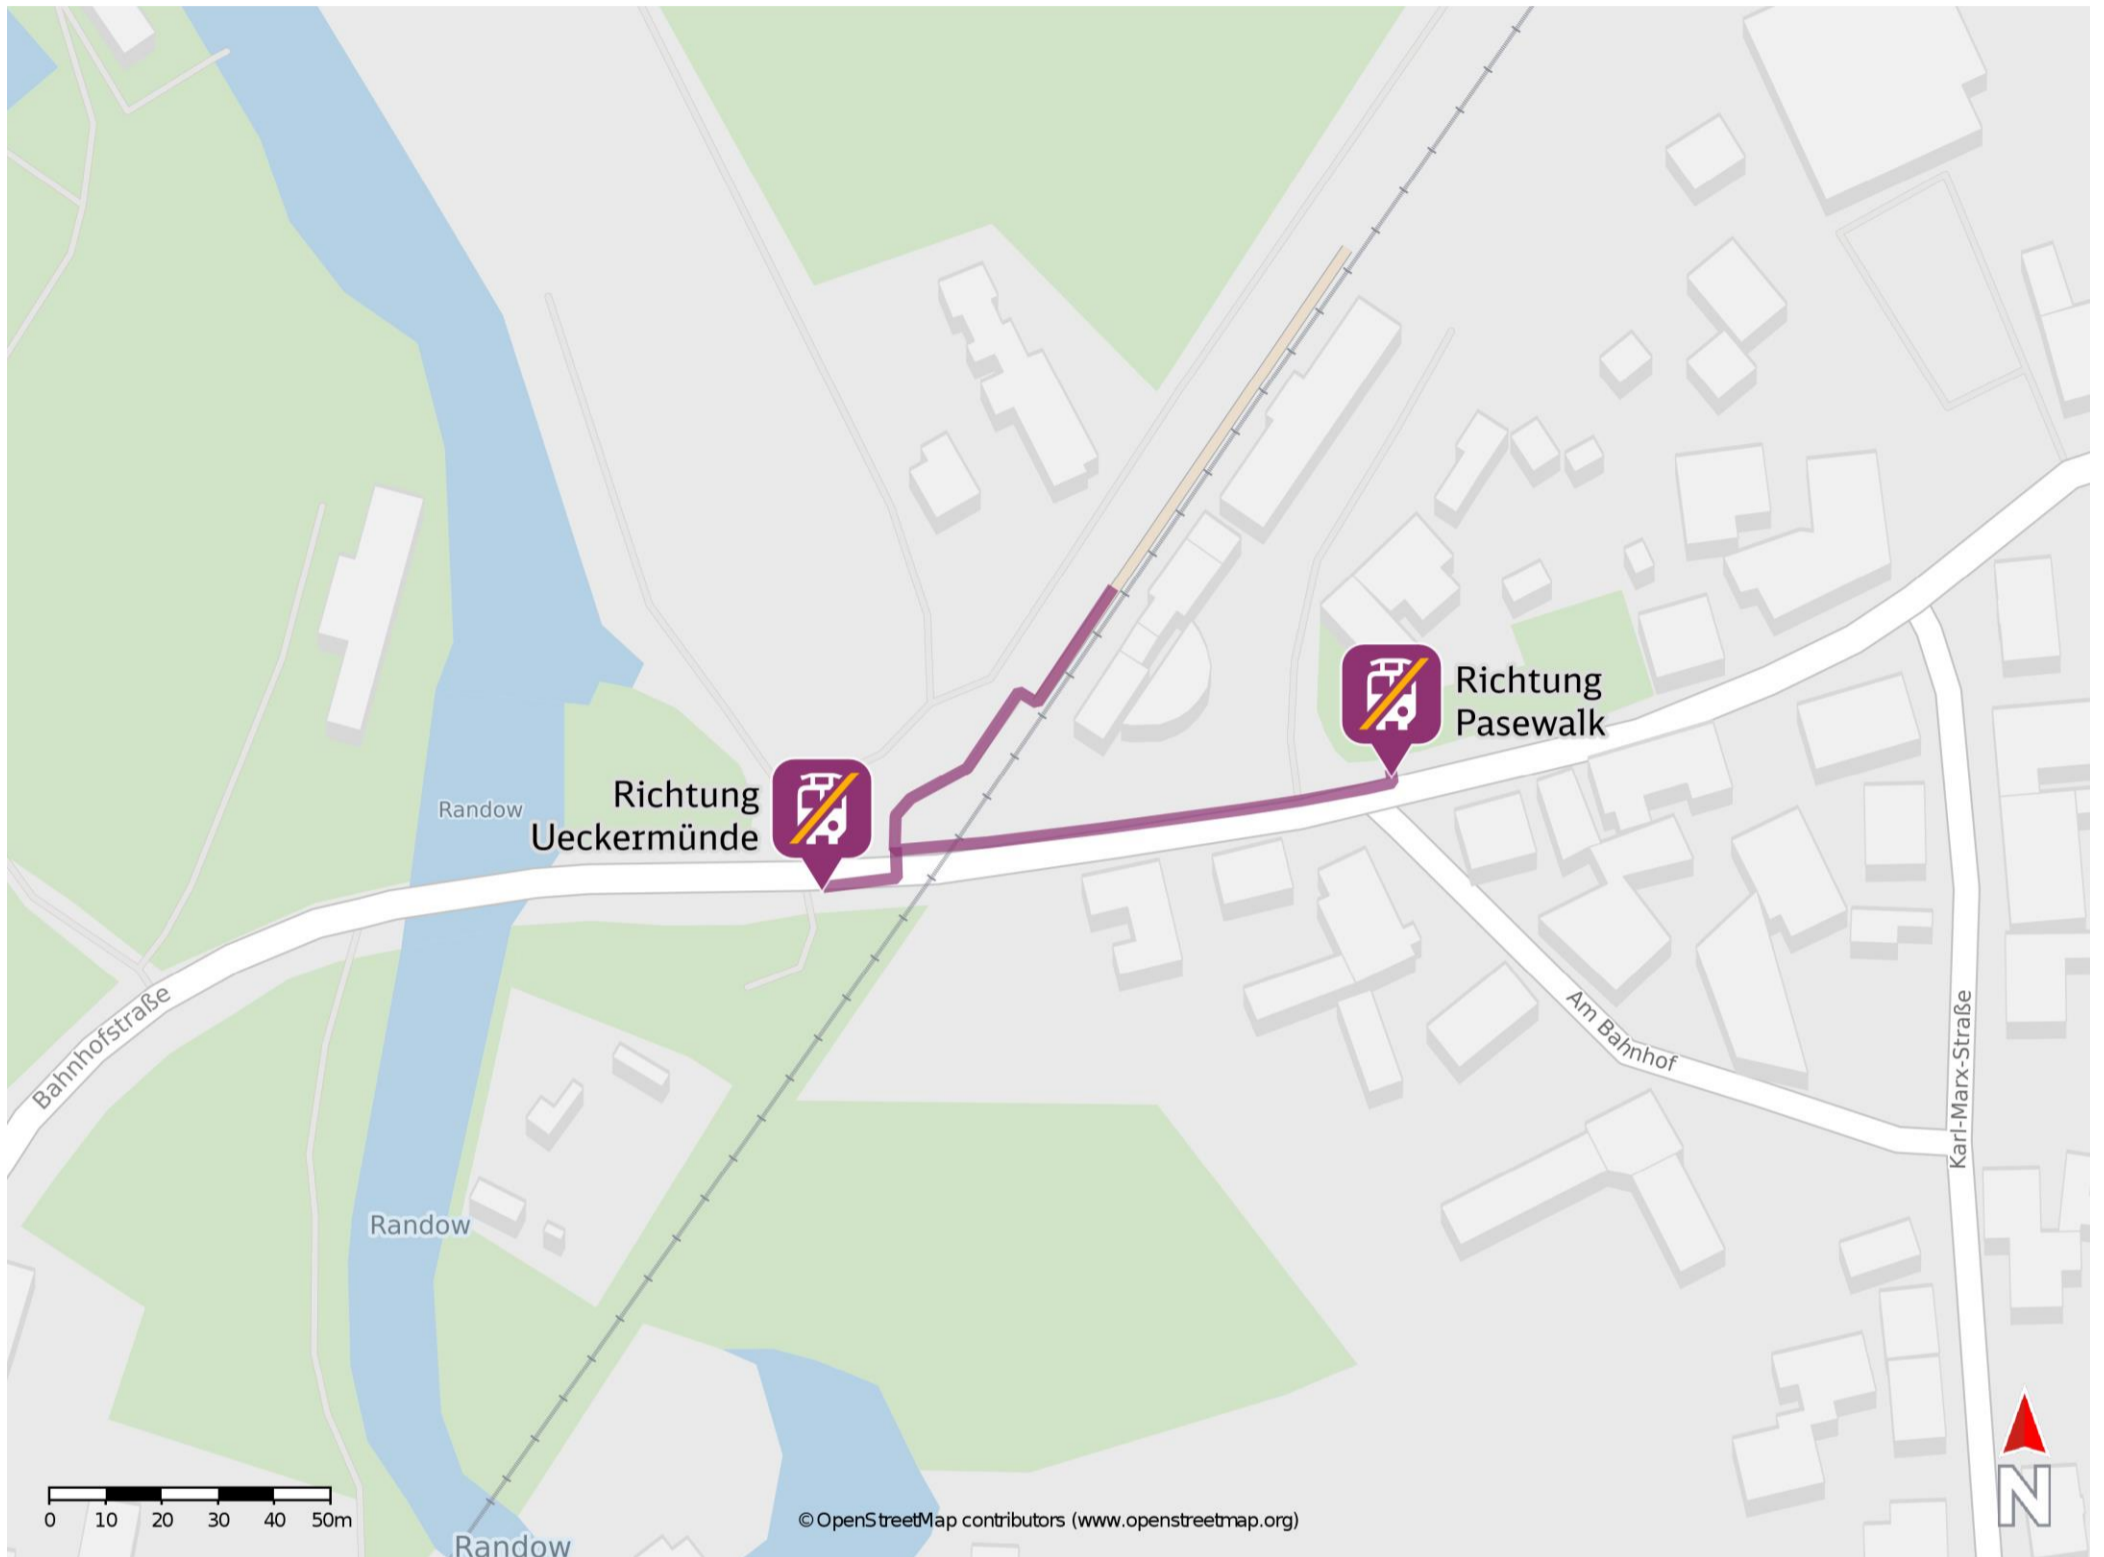 Richtung
Pasewalk
Richtung
Ueckermünde
Randow
Bahnhofstraße
Am Bahnhof
Karl-Marx-Straße
Randow
N
0 10 20 30 40 50m
© OpenStreetMap contributors (www.openstreetmap.org)
Randow